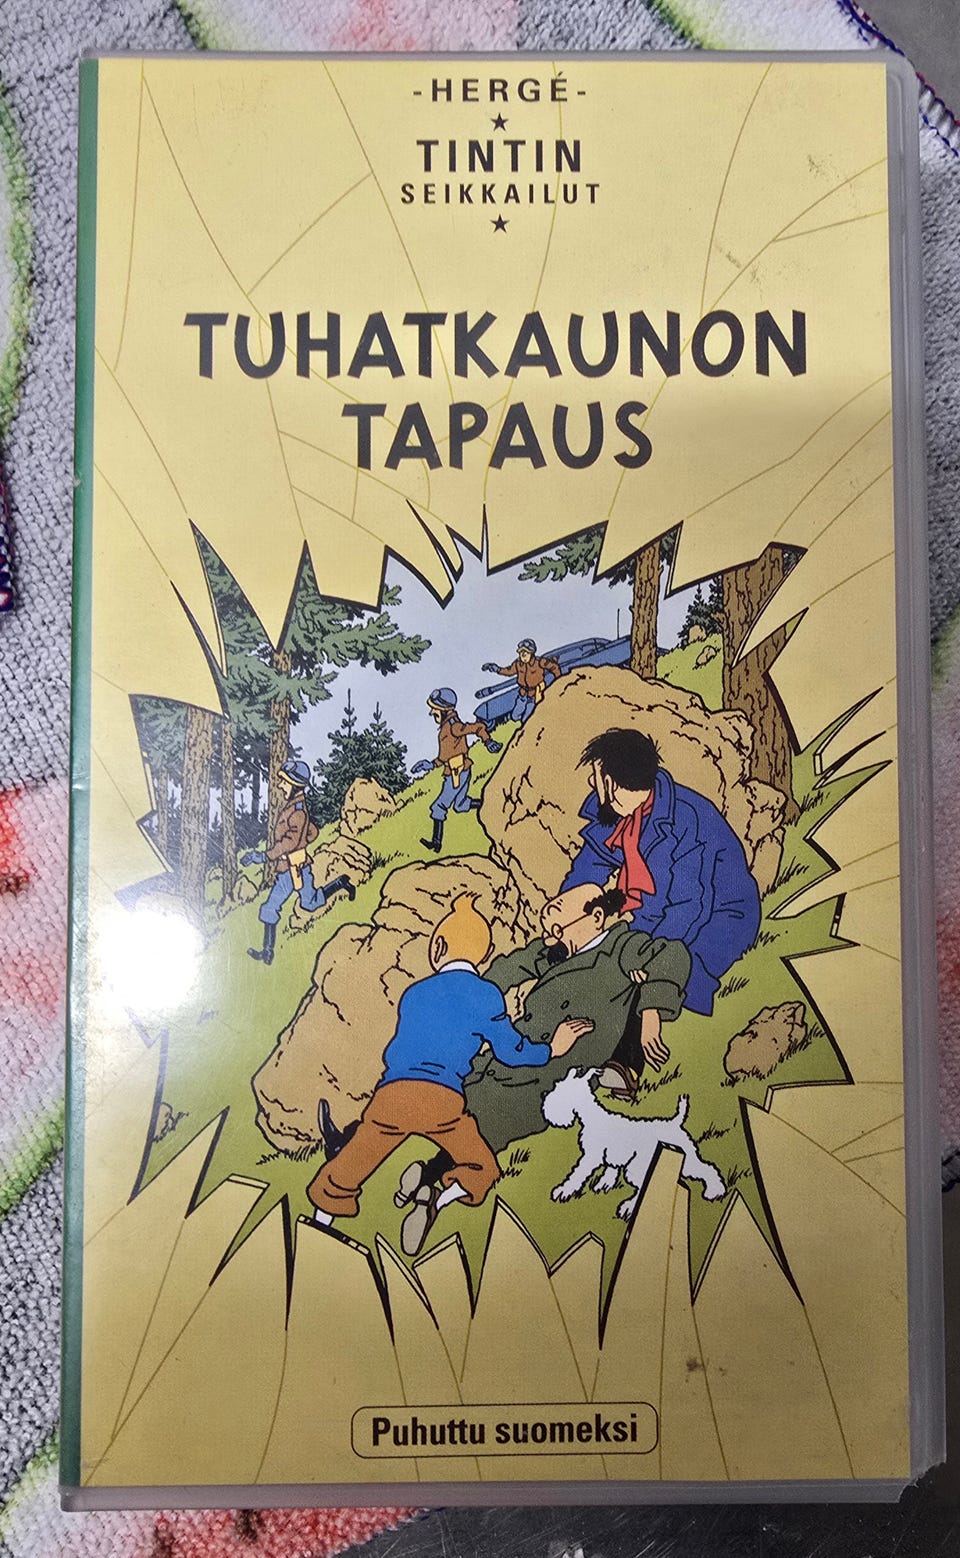 -HERGÉ-
TINTIN
SEIKKAILUT
TUHATKAUNON
TAPAUS
Puhuttu suomeksi